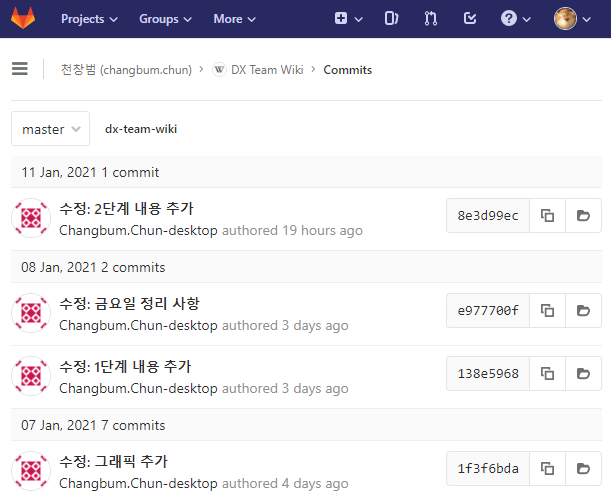 Projects Groups More
천창범 (changbum.chun) > W DX Team Wiki > Commits
master dx-team-wiki
11 Jan, 2021 1 commit
수정: 2단계 내용 추가
Changbum.Chun-desktop authored 19 hours ago
8e3d99ec
08 Jan, 2021 2 commits
수정: 금요일 정리 사항
Changbum.Chun-desktop authored 3 days ago
e977700f
수정: 1단계 내용 추가
Changbum.Chun-desktop authored 3 days ago
138e5968
07 Jan, 2021 7 commits
수정: 그래픽 추가
Changbum.Chun-desktop authored 4 days ago
1f3f6bda